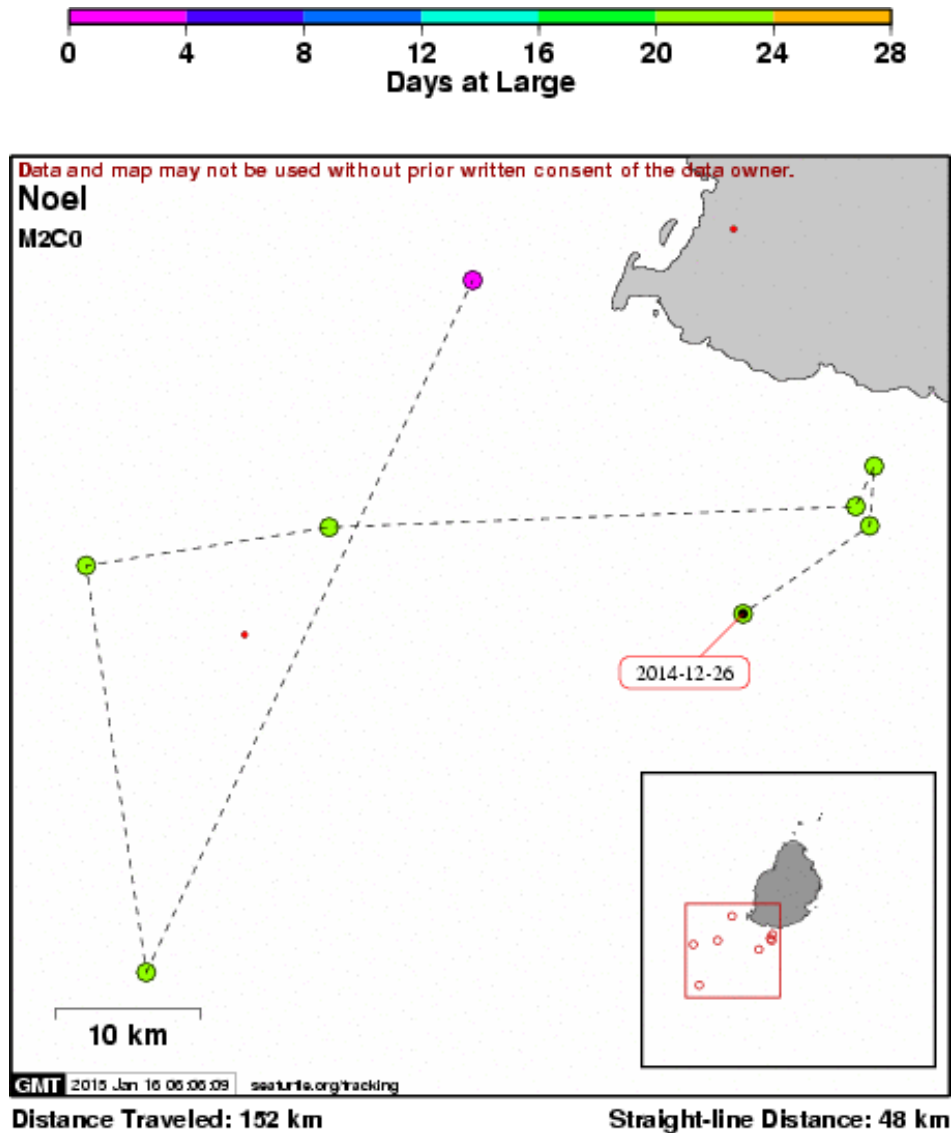 0 4 8 12 16 20 24 28
Days at Large
Data and map may not be used without prior written consent of the data owner.
Noel
M2C0
2014-12-26
10 km
GMT 2015 Jan 16 06:06:09 seaturtle.org/tracking
Distance Traveled: 152 km Straight-line Distance: 48 km